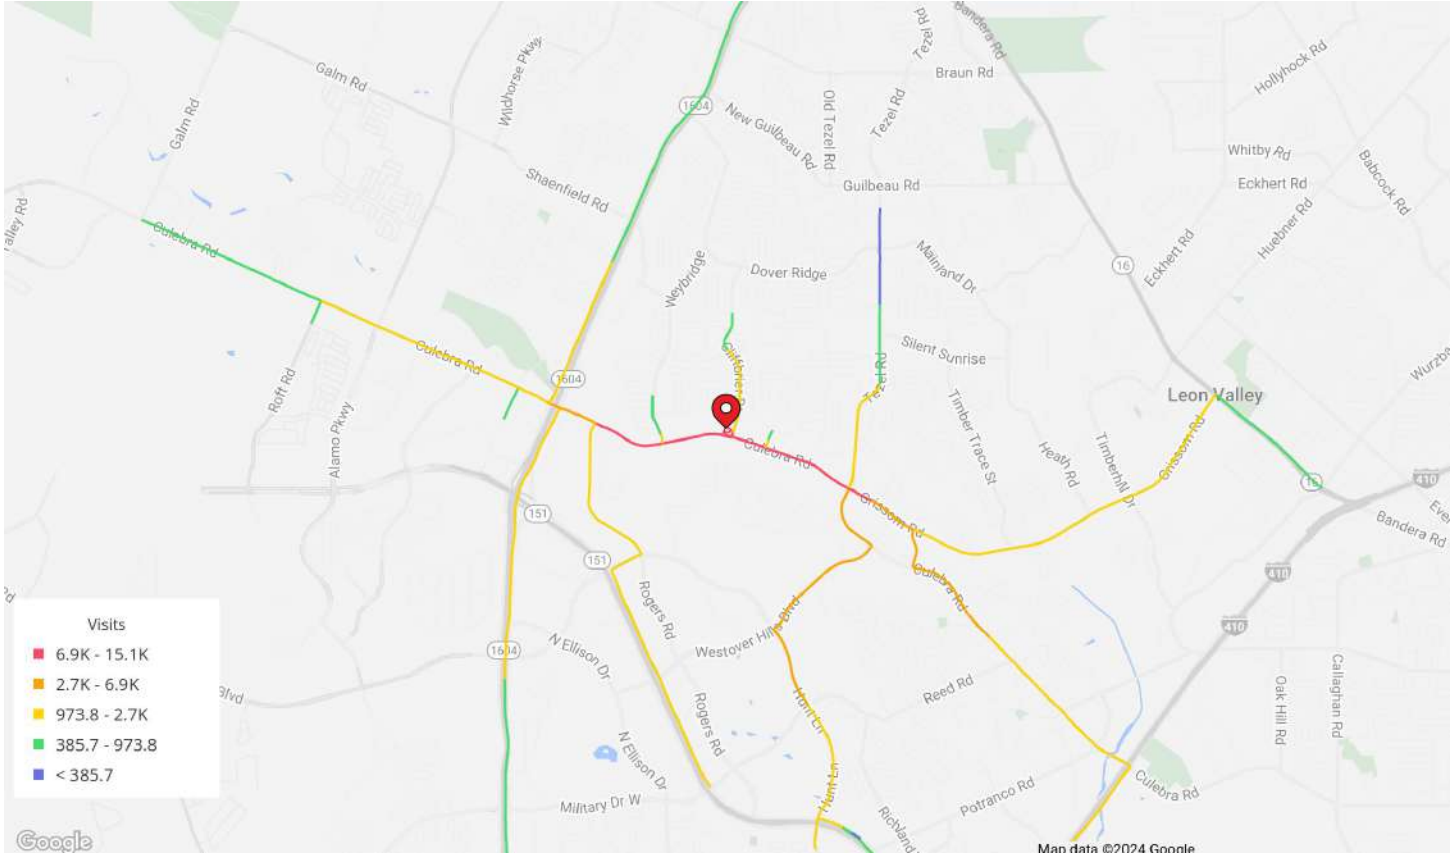 Bandera Rd
Tezel Rd
Galm Rd
Wildhorse Pkwy
Braun Rd
Hollyhock Rd
1604
Old Tezel Rd
Tezel Rd
New Guilbeau Rd
Galm Rd
Whitby Rd
Babcock Rd
Shaenfield Rd
Guilbeau Rd
Eckhert Rd
Huebner Rd
Culebra Rd
Eckhert Rd
Weybridge
Dover Ridge
Mainland Dr
16
Culebra Rd
Silent Sunrise
Tezel Rd
1604
Roft Rd
Leon Valley
Alamo Pkwy
Timber Trace St
Culebra Rd
Heath Rd
Grissom Rd
410
16
151
Grissom Rd
Bandera Rd
151
410
Culebra Rd
Rogers Rd
Westover Hills Blvd
410
1604
N Ellison Dr
Reed Rd
Hunt Ln
Rogers Rd
Oak Hill Rd
Callaghan Rd
N Ellison Dr
Hunt Ln
Potranco Rd
Culebra Rd
Military Dr W
Visits
6.9K - 15.1K
2.7K - 6.9K
973.8 - 2.7K
385.7 - 973.8
< 385.7
Google
Map data ©2024 Google